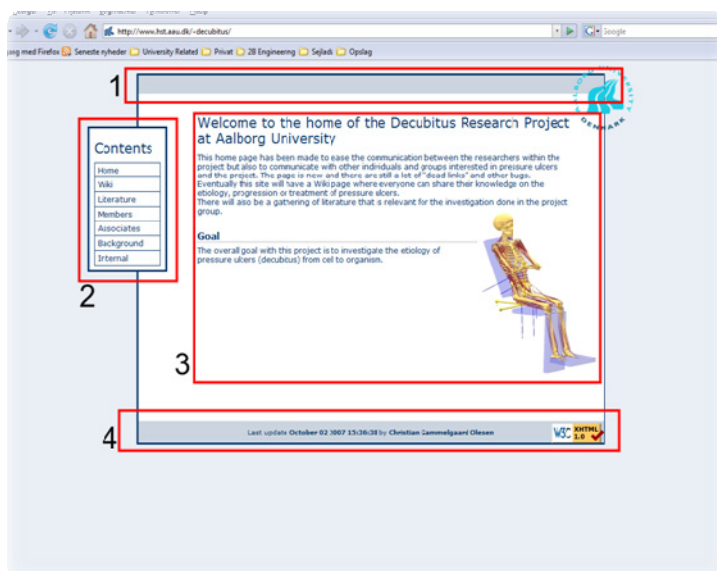 http://www.hst.aau.dk/~decubitus/
Google
Seneste nyheder University Related Privat 2B Engineering Sejlads Opslag
1
AALBORG UNIVERSITY
DENMARK
Contents
Home
Wiki
Literature
Members
Associates
Background
Internal
2
Welcome to the home of the Decubitus Research Project
at Aalborg University
This home page has been made to ease the communication between the researchers within the
project but also to communicate with other individuals and groups interested in pressure ulcers
and the project. The page is new and there are still a lot of "dead links" and other bugs.
Eventually this site will have a Wiki page where everyone can share their knowledge on the
etiology, progression or treatment of pressure ulcers.
There will also be a gathering of literature that is relevant for the investigation done in the project
group.
Goal
The overall goal with this project is to investigate the etiology of
pressure ulcers (decubitus) from cell to organism.
3
4
Last update October 02 2007 15:36:38 by Christian Gammelgaard Olesen
W3C XHTML
1.0